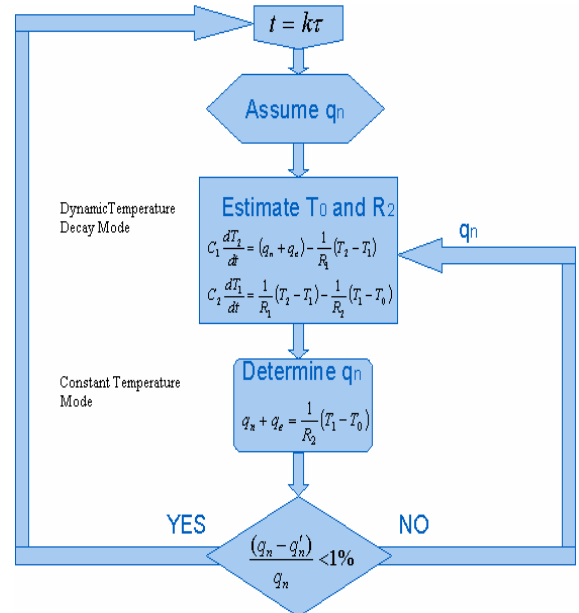 t = kτ
Assume qn
DynamicTemperature
Decay Mode
Estimate T0 and R2
C₁ dT₂/dt = (qₙ + qₑ) − 1/R₁ (T₂ − T₁)
C₂ dT₁/dt = 1/R₁ (T₂ − T₁) − 1/R₂ (T₁ − T₀)
qn
Constant Temperature
Mode
Determine qn
qₙ + qₑ = 1/R₂ (T₁ − T₀)
YES
NO
(qₙ − q′ₙ)/qₙ <1%